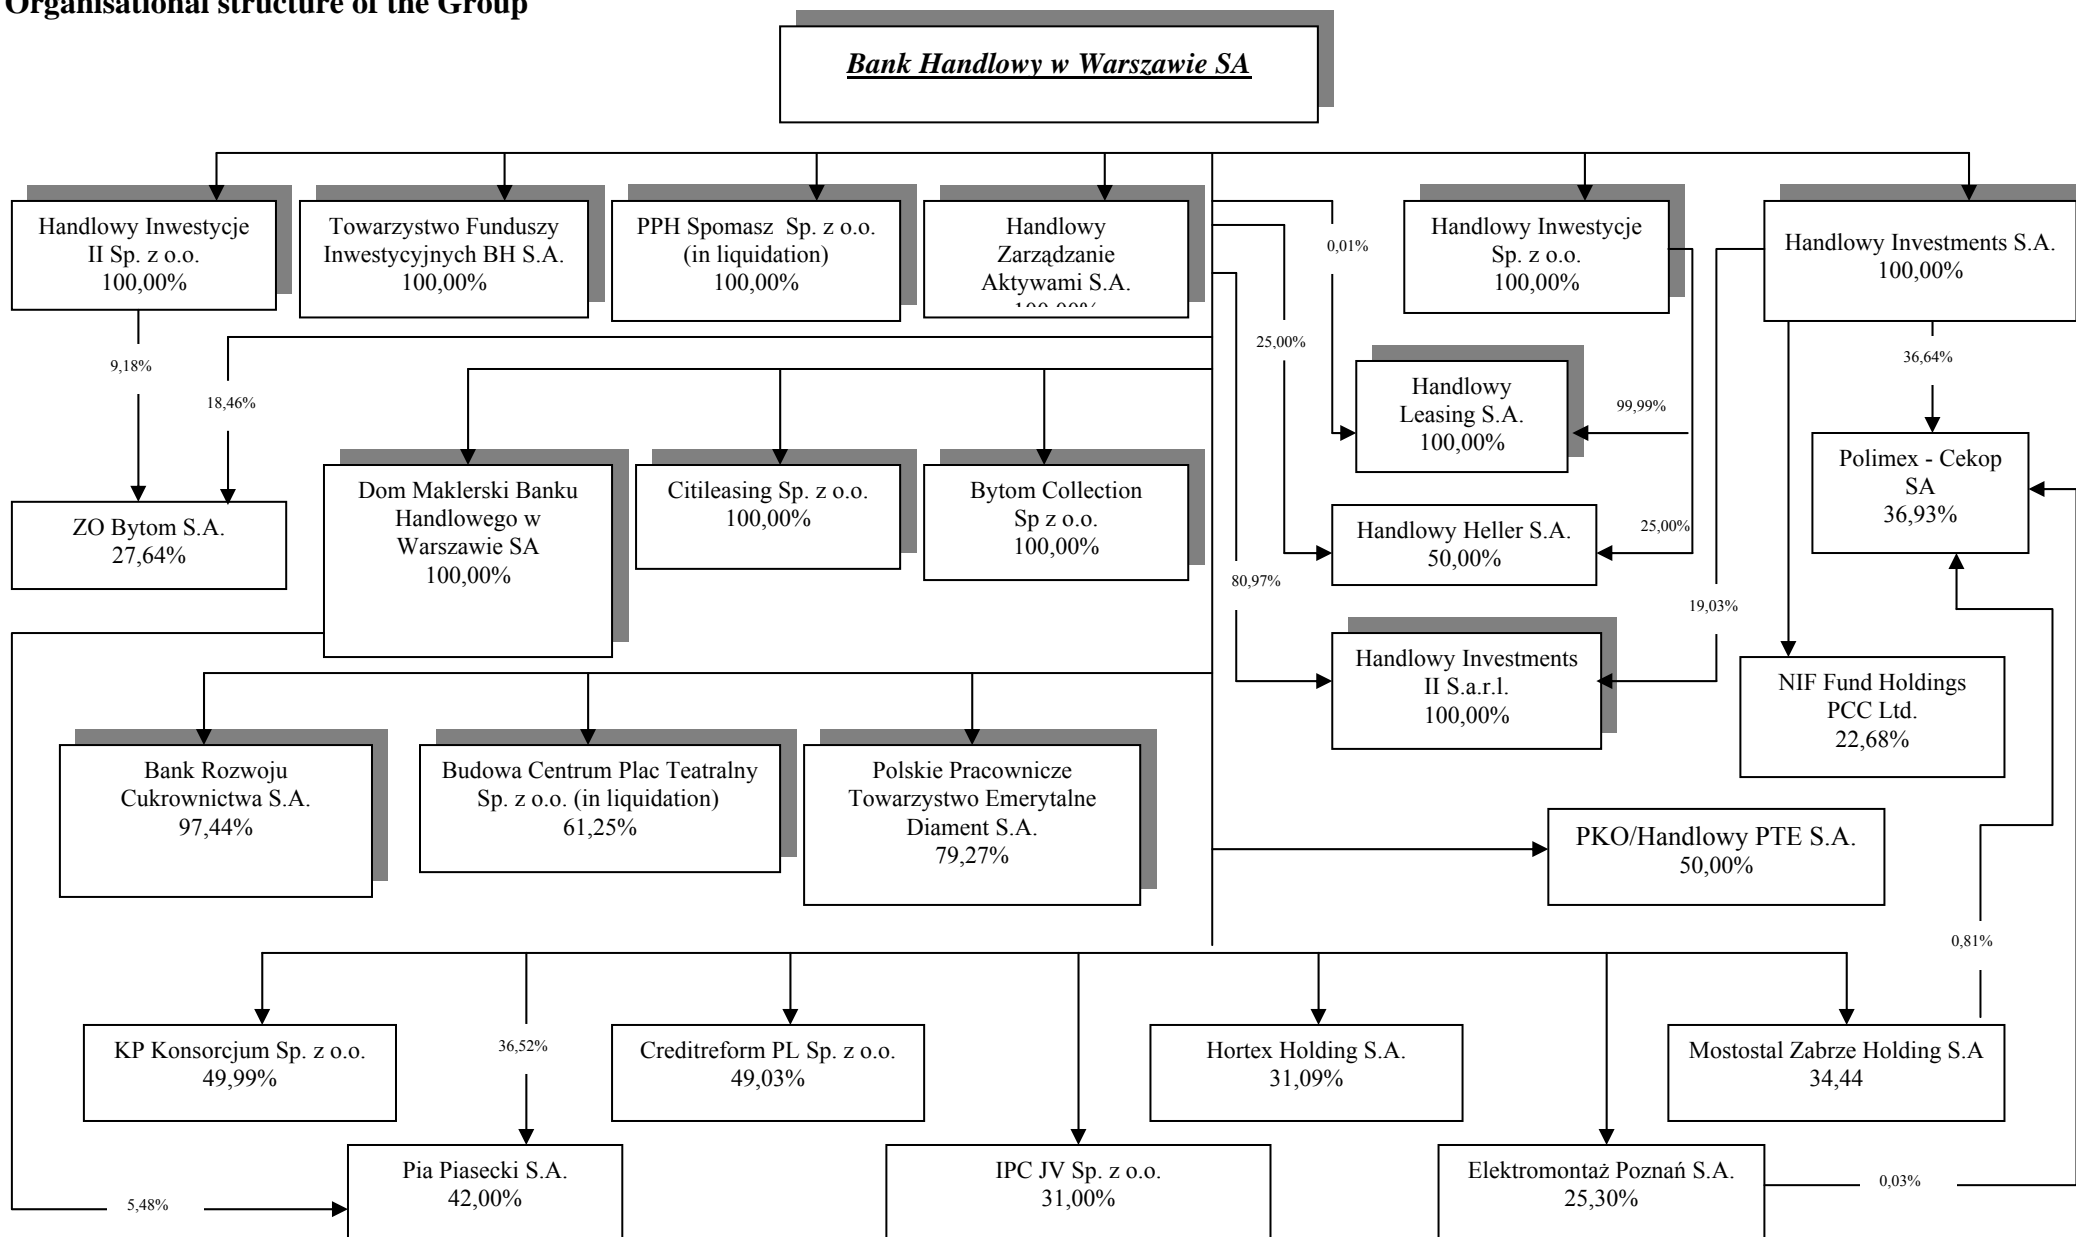 Organisational structure of the Group
Bank Handlowy w Warszawie SA
Handlowy Inwestycje
II Sp. z o.o.
100,00%
Towarzystwo Funduszy
Inwestycyjnych BH S.A.
100,00%
PPH Spomasz Sp. z o.o.
(in liquidation)
100,00%
Handlowy
Zarządzanie
Aktywami S.A.
100,00%
0,01%
Handlowy Inwestycje
Sp. z o.o.
100,00%
Handlowy Investments S.A.
100,00%
9,18%
18,46%
25,00%
36,64%
Handlowy
Leasing S.A.
100,00%
99,99%
Polimex - Cekop
SA
36,93%
ZO Bytom S.A.
27,64%
Dom Maklerski Banku
Handlowego w
Warszawie SA
100,00%
Citileasing Sp. z o.o.
100,00%
Bytom Collection
Sp z o.o.
100,00%
Handlowy Heller S.A.
50,00%
25,00%
80,97%
19,03%
Handlowy Investments
II S.a.r.l.
100,00%
NIF Fund Holdings
PCC Ltd.
22,68%
Bank Rozwoju
Cukrownictwa S.A.
97,44%
Budowa Centrum Plac Teatralny
Sp. z o.o. (in liquidation)
61,25%
Polskie Pracownicze
Towarzystwo Emerytalne
Diament S.A.
79,27%
PKO/Handlowy PTE S.A.
50,00%
0,81%
KP Konsorcjum Sp. z o.o.
49,99%
36,52%
Creditreform PL Sp. z o.o.
49,03%
Hortex Holding S.A.
31,09%
Mostostal Zabrze Holding S.A
34,44
5,48%
Pia Piasecki S.A.
42,00%
IPC JV Sp. z o.o.
31,00%
Elektromontaż Poznań S.A.
25,30%
0,03%